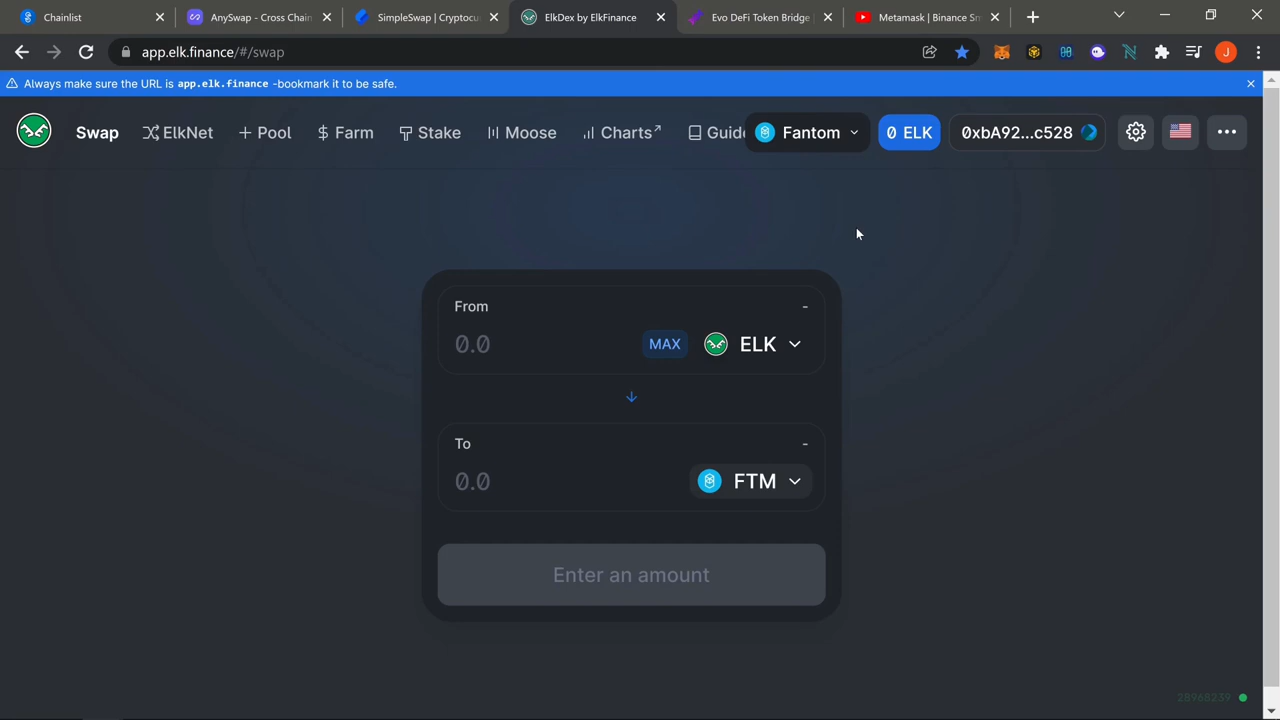 Chainlist
AnySwap - Cross Chain
SimpleSwap | Cryptocu
ElkDex by ElkFinance
Evo DeFi Token Bridge |
Metamask | Binance Sm
app.elk.finance/#/swap
J
Always make sure the URL is app.elk.finance -bookmark it to be safe.
Swap
ElkNet
+ Pool
$ Farm
Stake
Moose
Charts↗
Guide
Fantom
0 ELK
0xbA92...c528
From
-
0.0
MAX
ELK
To
-
0.0
FTM
Enter an amount
28968239